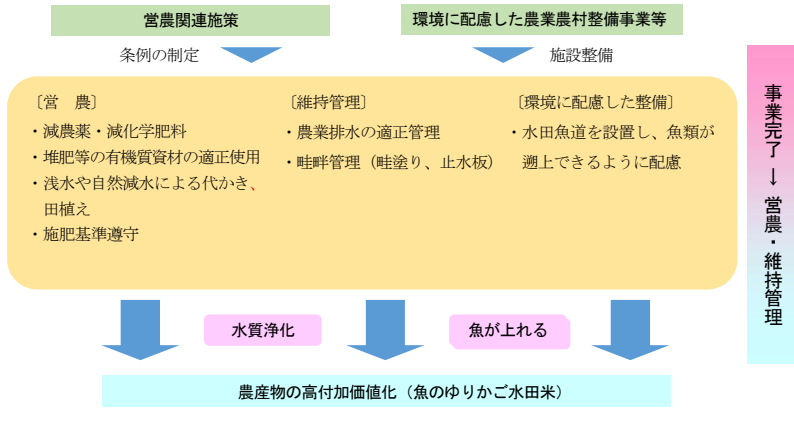 営農関連施策
環境に配慮した農業農村整備事業等
条例の制定
施設整備
〔営　農〕
・減農薬・減化学肥料
・堆肥等の有機質資材の適正使用
・浅水や自然減水による代かき、
田植え
・施肥基準遵守
〔維持管理〕
・農業排水の適正管理
・畦畔管理（畦塗り、止水板）
〔環境に配慮した整備〕
・水田魚道を設置し、魚類が
遡上できるように配慮
事業完了→営農・維持管理
水質浄化
魚が上れる
農産物の高付加価値化（魚のゆりかご水田米）